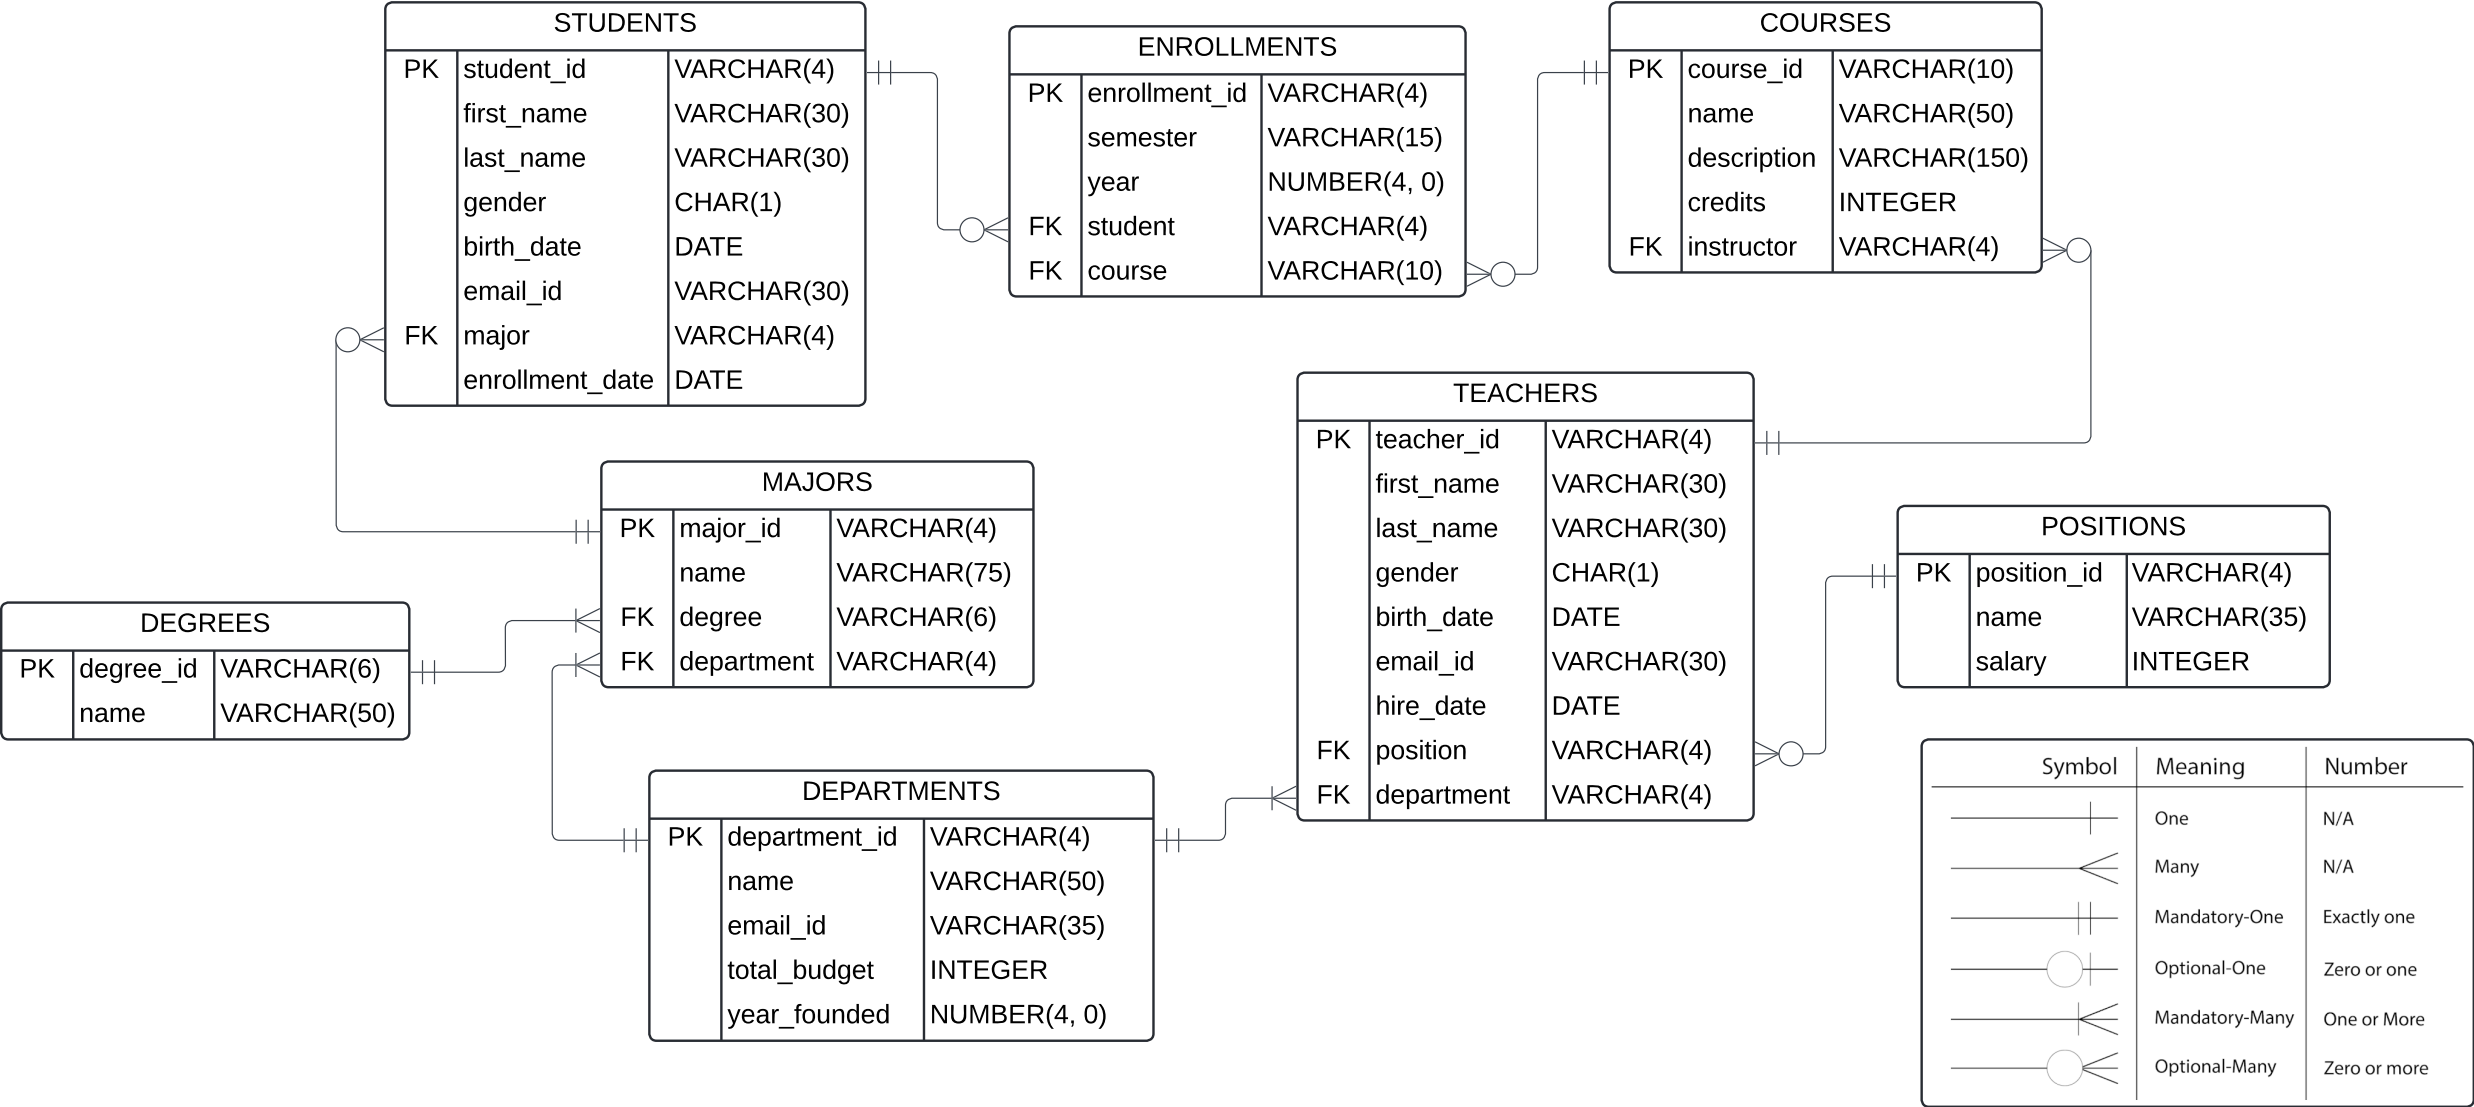 STUDENTS
PK student_id VARCHAR(4)
first_name VARCHAR(30)
last_name VARCHAR(30)
gender CHAR(1)
birth_date DATE
email_id VARCHAR(30)
FK major VARCHAR(4)
enrollment_date DATE
ENROLLMENTS
PK enrollment_id VARCHAR(4)
semester VARCHAR(15)
year NUMBER(4, 0)
FK student VARCHAR(4)
FK course VARCHAR(10)
COURSES
PK course_id VARCHAR(10)
name VARCHAR(50)
description VARCHAR(150)
credits INTEGER
FK instructor VARCHAR(4)
TEACHERS
PK teacher_id VARCHAR(4)
first_name VARCHAR(30)
last_name VARCHAR(30)
gender CHAR(1)
birth_date DATE
email_id VARCHAR(30)
hire_date DATE
FK position VARCHAR(4)
FK department VARCHAR(4)
MAJORS
PK major_id VARCHAR(4)
name VARCHAR(75)
FK degree VARCHAR(6)
FK department VARCHAR(4)
POSITIONS
PK position_id VARCHAR(4)
name VARCHAR(35)
salary INTEGER
DEGREES
PK degree_id VARCHAR(6)
name VARCHAR(50)
DEPARTMENTS
PK department_id VARCHAR(4)
name VARCHAR(50)
email_id VARCHAR(35)
total_budget INTEGER
year_founded NUMBER(4, 0)
Symbol Meaning Number
One N/A
Many N/A
Mandatory-One Exactly one
Optional-One Zero or one
Mandatory-Many One or More
Optional-Many Zero or more